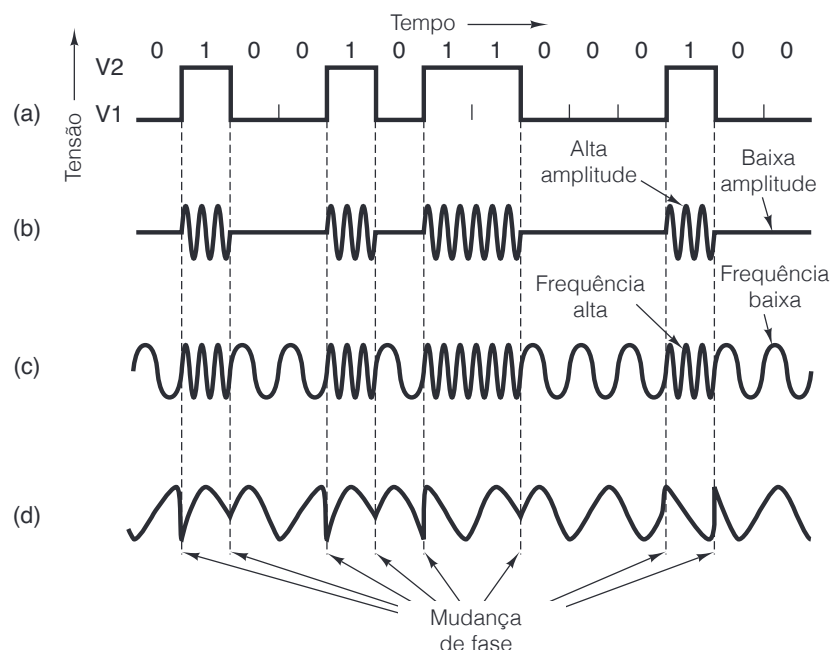 Tempo
0 1 0 0 1 0 1 1 0 0 0 1 0 0
V2
(a)
V1
Tensão
Alta
amplitude
Baixa
amplitude
(b)
Frequência
alta
Frequência
baixa
(c)
(d)
Mudança
de fase